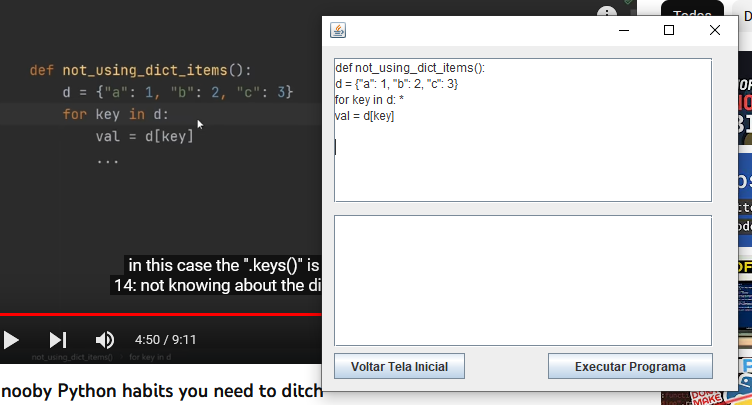 def not_using_dict_items():
d = {"a": 1, "b": 2, "c": 3}
for key in d:
val = d[key]
...
in this case the ".keys()" is
14: not knowing about the di
4:50 / 9:11
not_using_dict_items() › for key in d
nooby Python habits you need to ditch
def not_using_dict_items():
d = {"a": 1, "b": 2, "c": 3}
for key in d: *
val = d[key]
Voltar Tela Inicial
Executar Programa
Todos